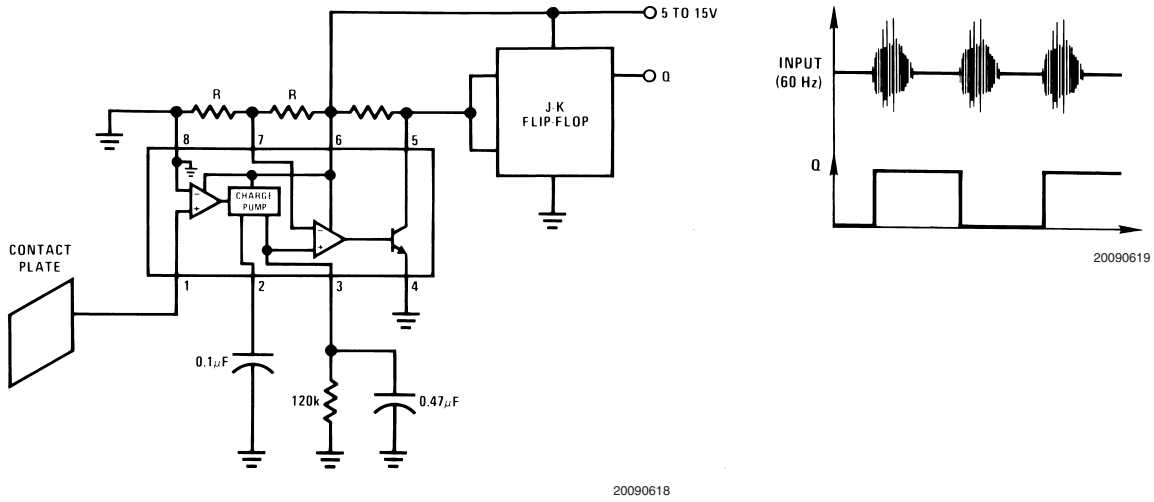 5 TO 15V
Q
J-K
FLIP-FLOP
R
R
8
7
6
5
CHARGE
PUMP
-
+
-
+
1
2
3
4
CONTACT
PLATE
0.1μF
120k
0.47μF
20090618
INPUT
(60 Hz)
Q
20090619